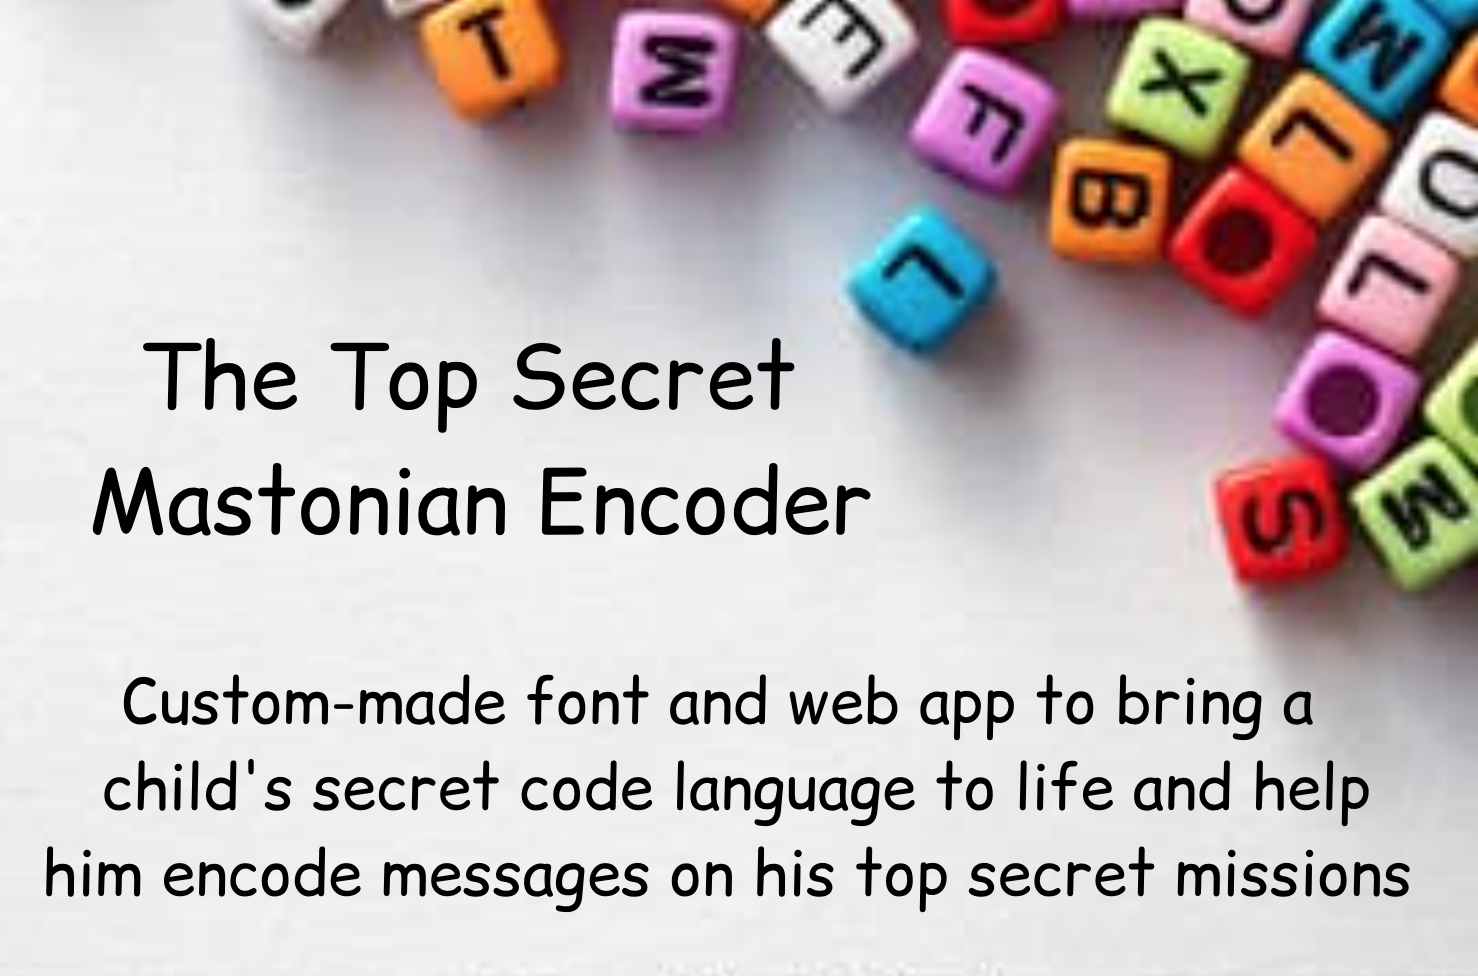 T
M
E
F
X
M
L
B
O
L
O
L
O
S
M
The Top Secret
Mastonian Encoder
Custom-made font and web app to bring a
child's secret code language to life and help
him encode messages on his top secret missions